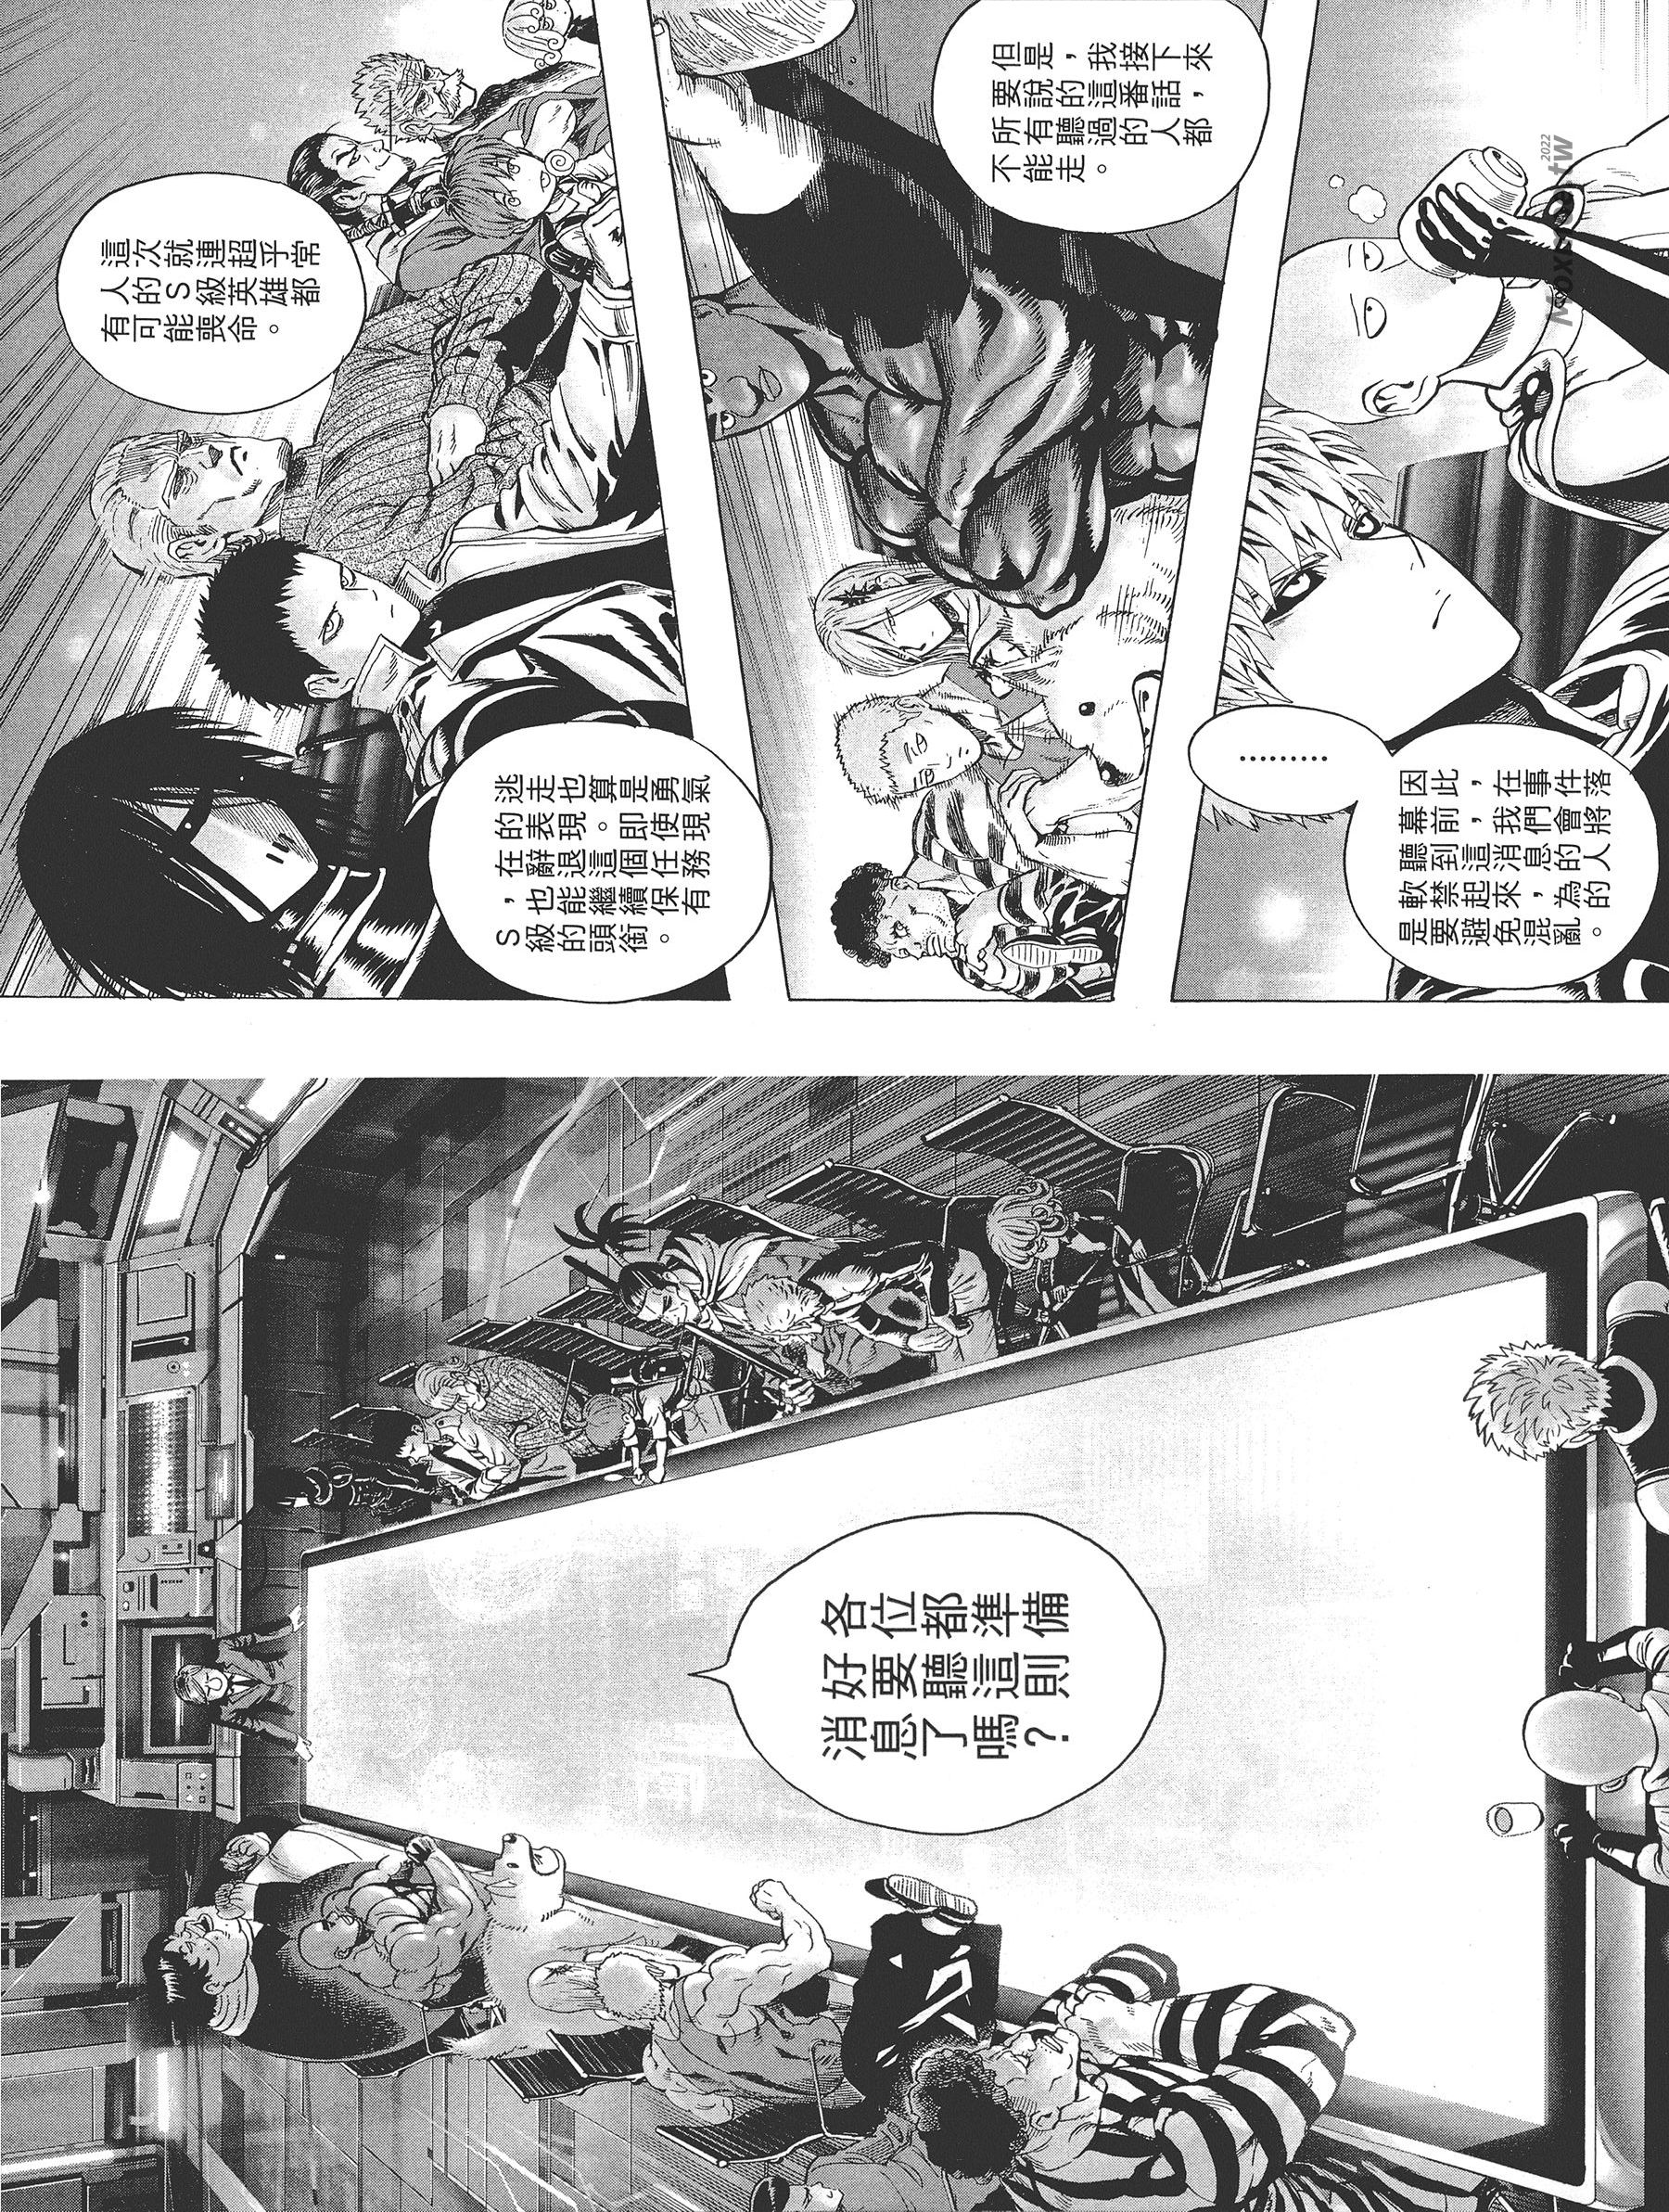 這次就連超乎常
人的S級英雄都
有可能喪命。
逃走也算是勇氣
的表現。即使現
在辭退這個任務
，也能繼續保有
S級的頭銜。
但是，我接下來
要說的這番話，
所有聽過的人都
不能走。
因此，在事件落
幕前，我們會將
聽到這消息的人
軟禁起來，為的
是要避免混亂。
………
各位都準備
好要聽這則
消息了嗎？
2022